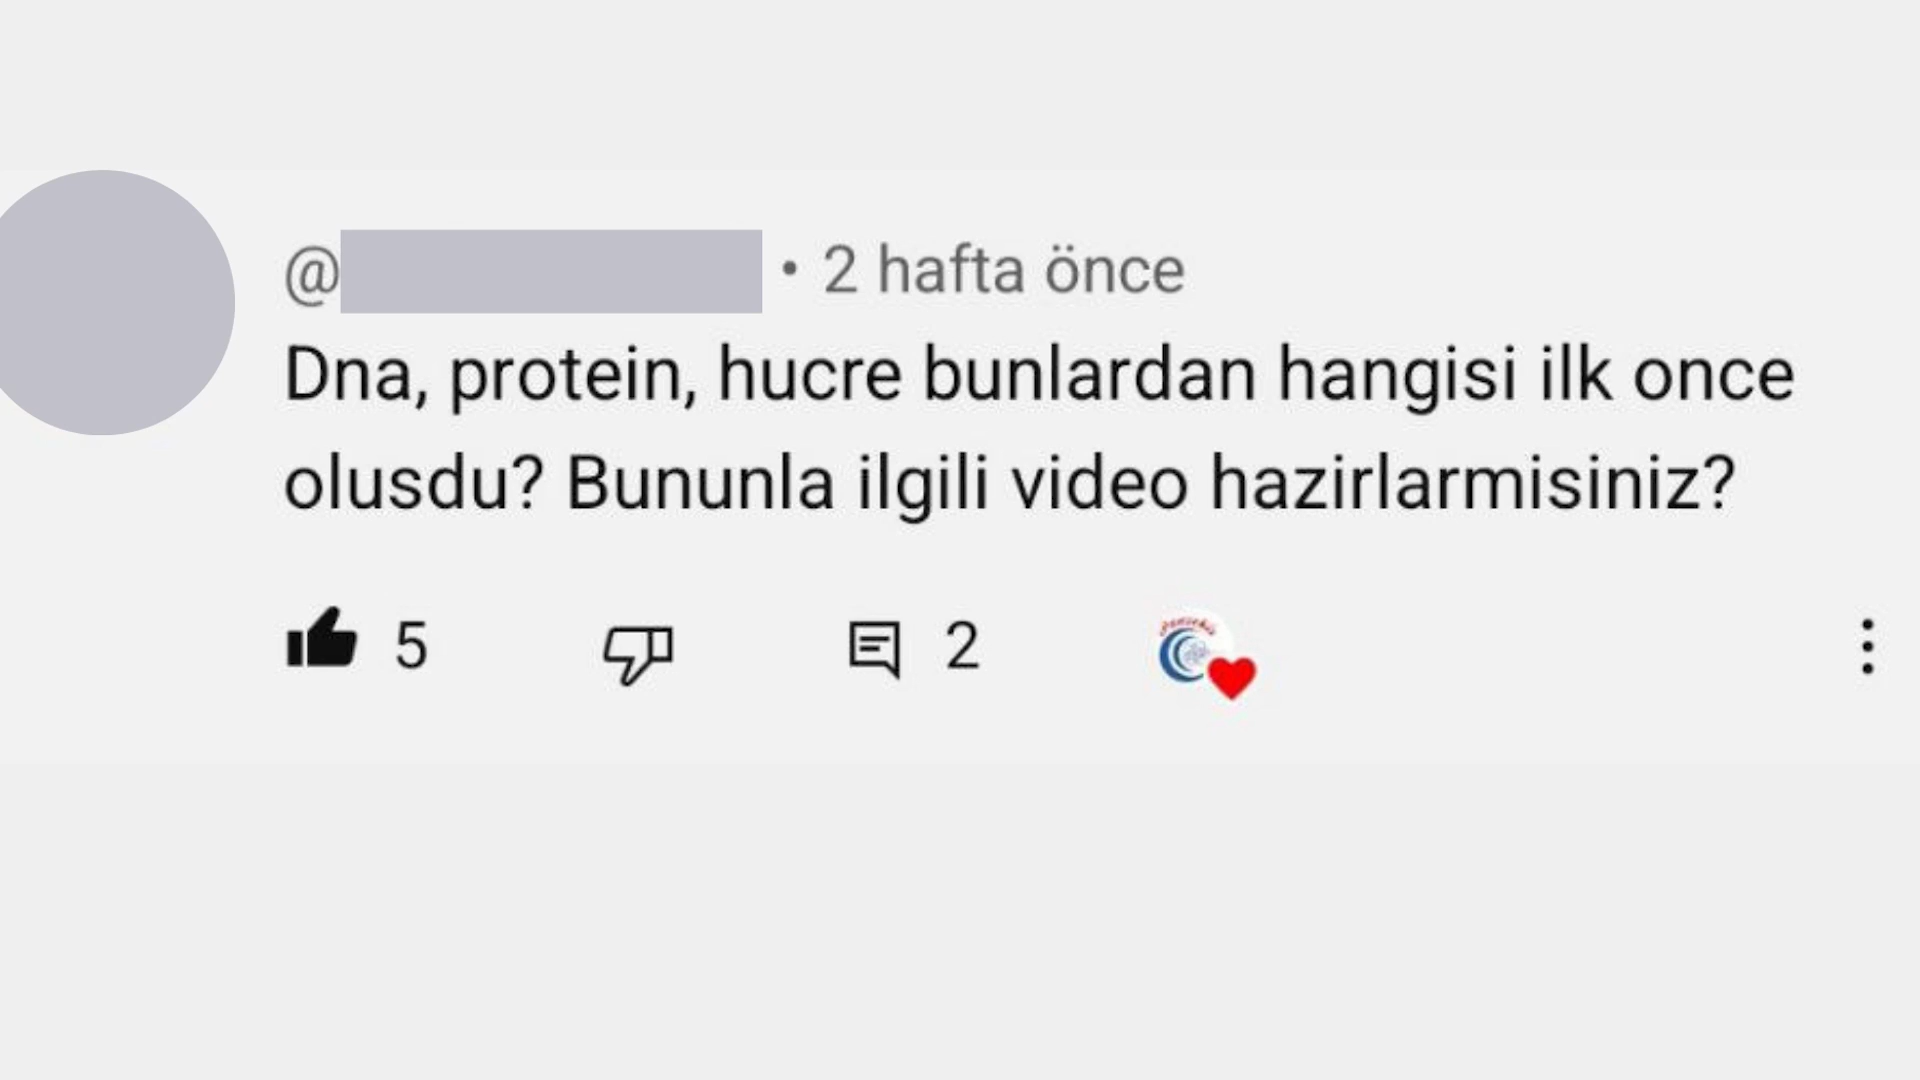 @ • 2 hafta önce
Dna, protein, hucre bunlardan hangisi ilk once
olusdu? Bununla ilgili video hazirlarmisiniz?
5 2